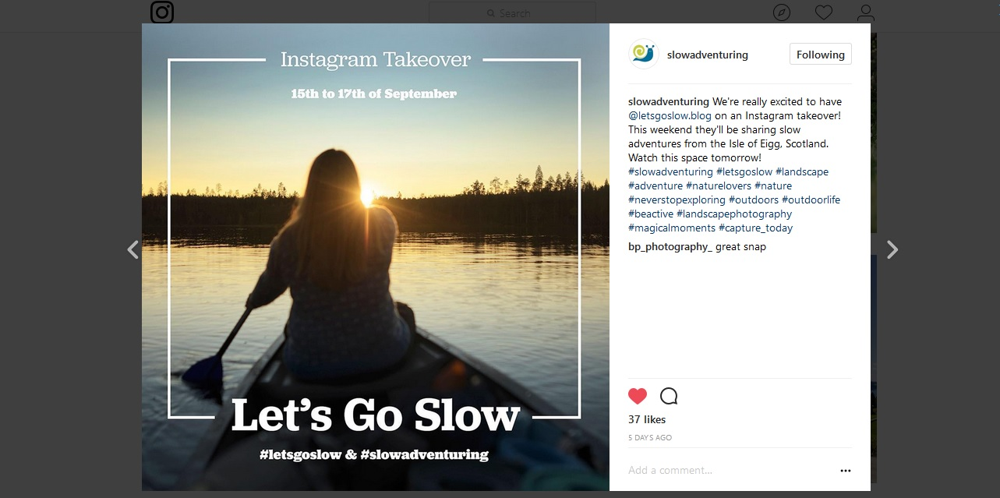 Search
Instagram Takeover
15th to 17th of September
Let's Go Slow
#letsgoslow & #slowadventuring
slowadventuring
Following
slowadventuring We're really excited to have
@letsgoslow.blog on an Instagram takeover!
This weekend they'll be sharing slow
adventures from the Isle of Eigg, Scotland.
Watch this space tomorrow!
#slowadventuring #letsgoslow #landscape
#adventure #naturelovers #nature
#neverstopexploring #outdoors #outdoorlife
#beactive #landscapephotography
#magicalmoments #capture_today
bp_photography_ great snap
37 likes
5 DAYS AGO
Add a comment...